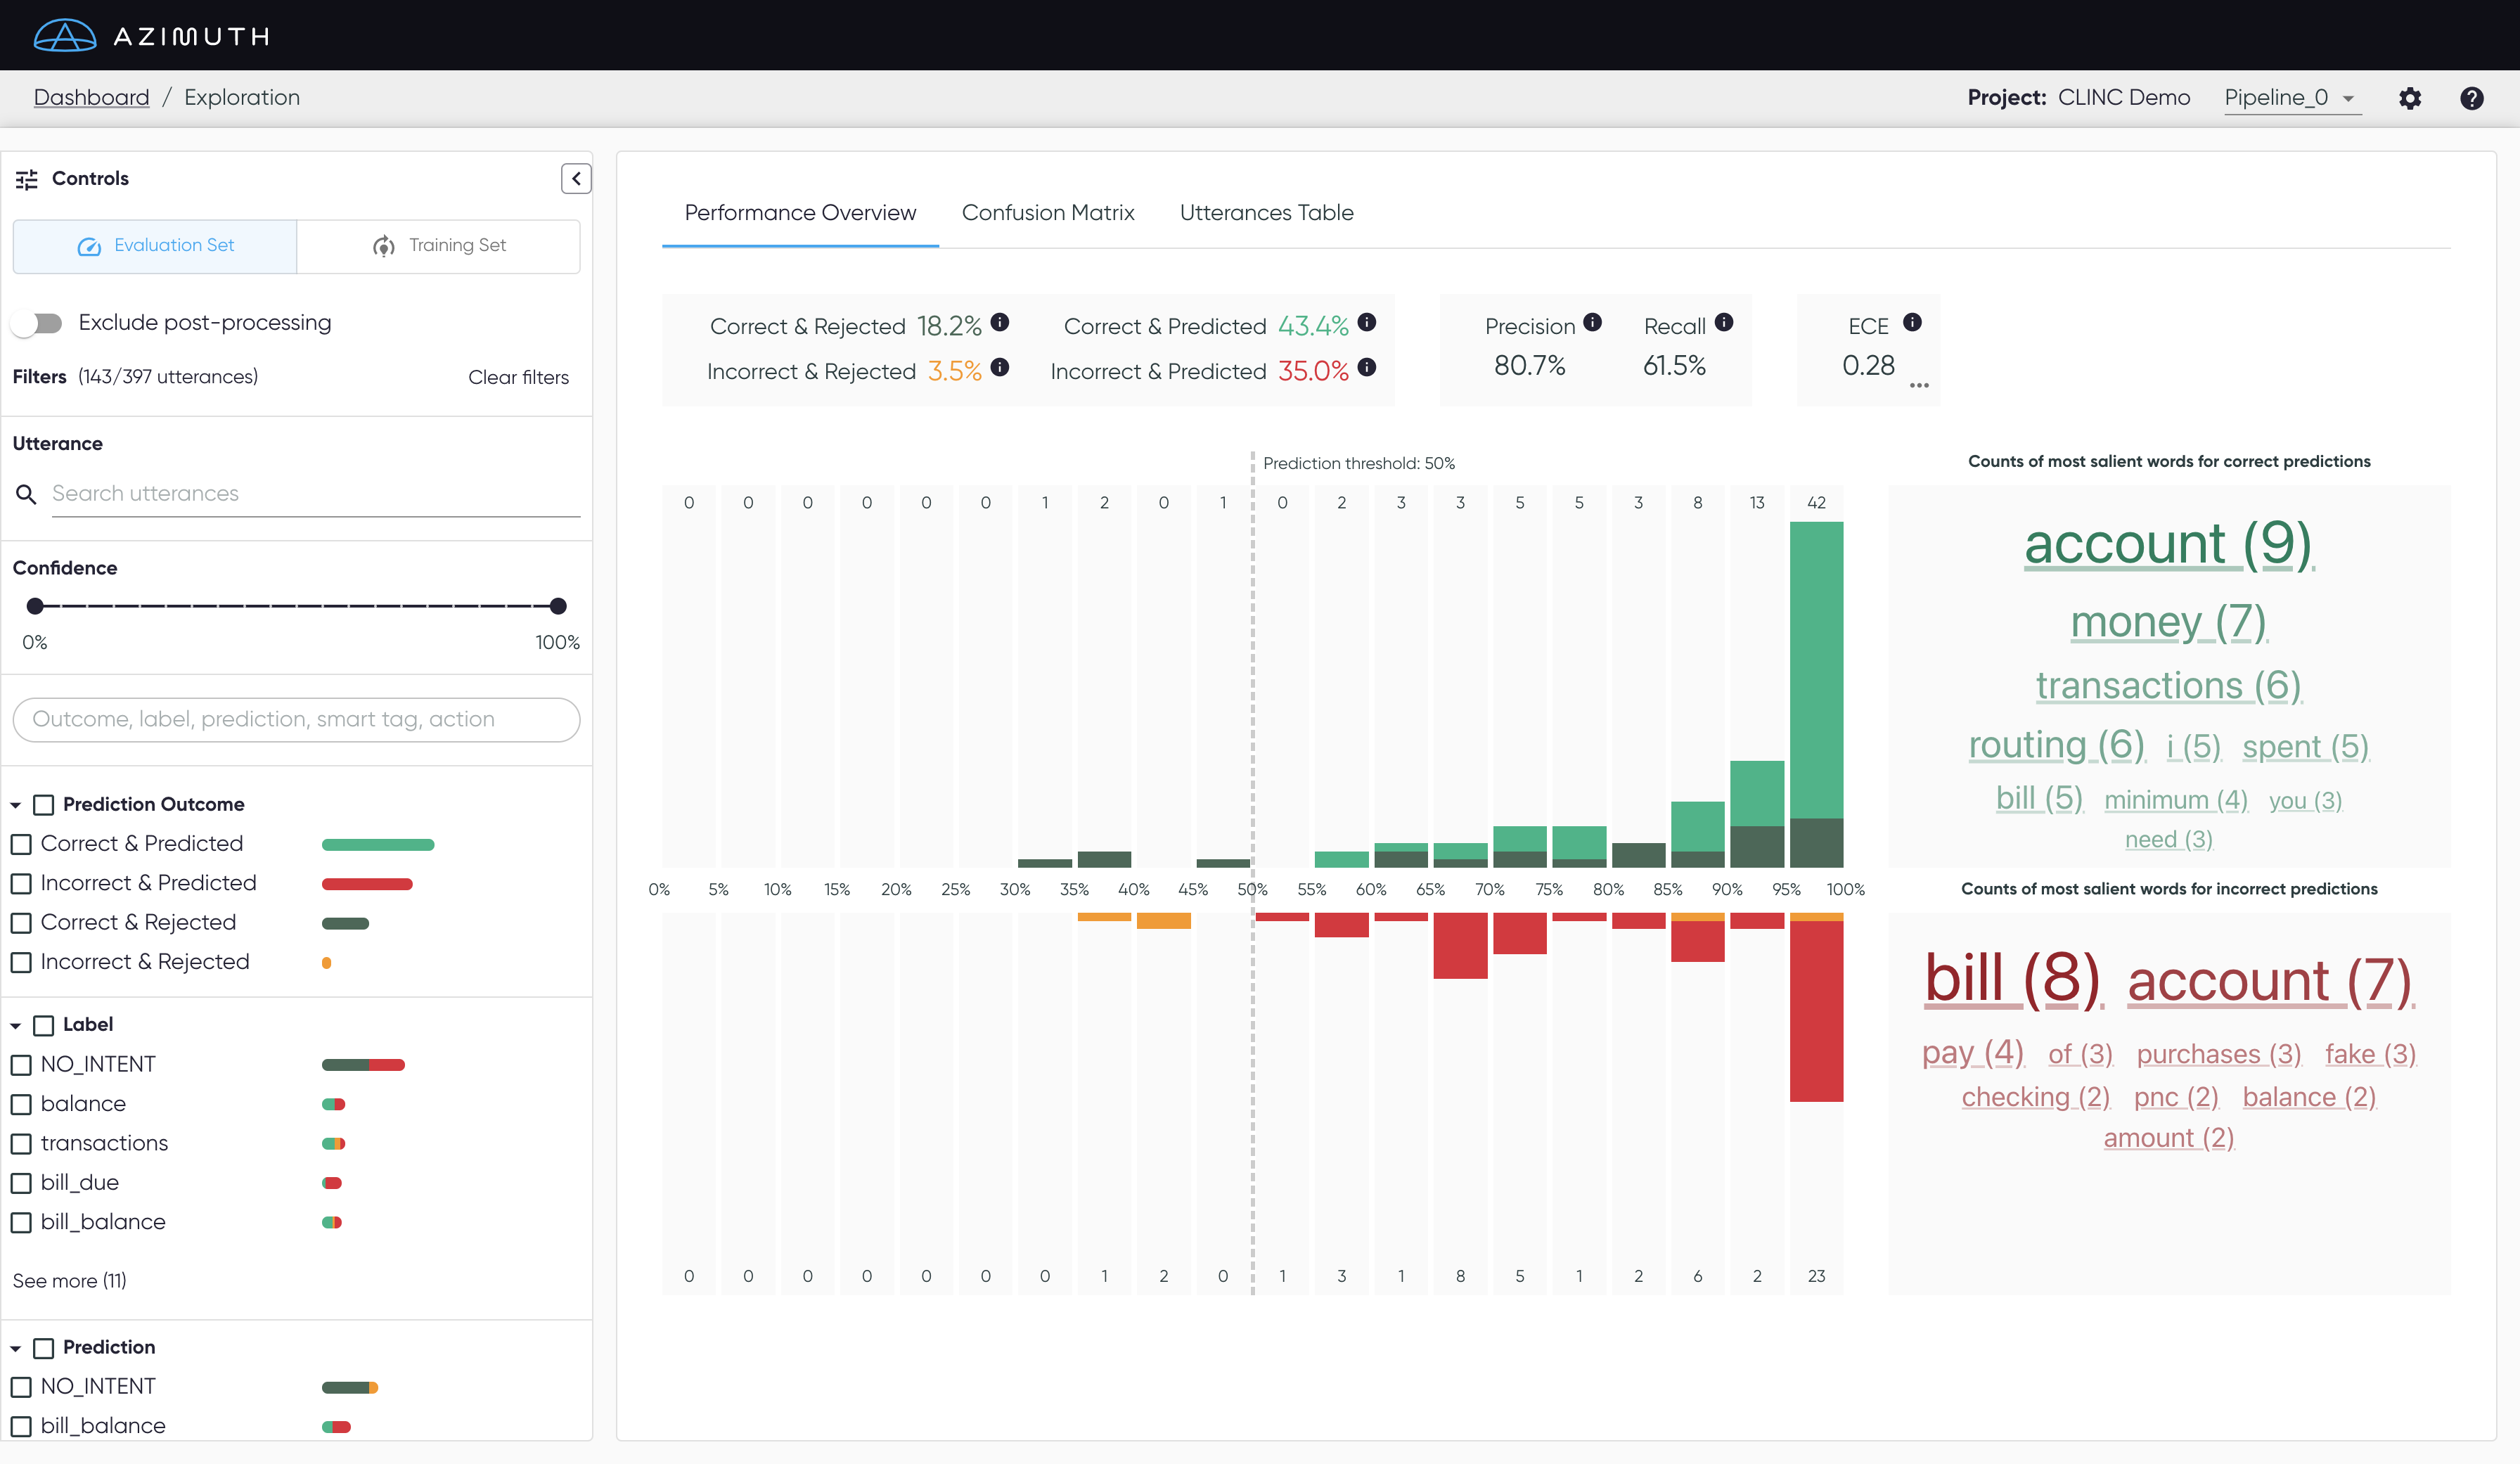 AZIMUTH
Dashboard / Exploration
Project: CLINC Demo Pipeline_0
Controls
Evaluation Set
Training Set
Exclude post-processing
Filters (143/397 utterances) Clear filters
Utterance
Search utterances
Confidence
0% 100%
Outcome, label, prediction, smart tag, action
Prediction Outcome
Correct & Predicted
Incorrect & Predicted
Correct & Rejected
Incorrect & Rejected
Label
NO_INTENT
balance
transactions
bill_due
bill_balance
See more (11)
Prediction
NO_INTENT
bill_balance
Performance Overview Confusion Matrix Utterances Table
Correct & Rejected 18.2% Correct & Predicted 43.4%
Incorrect & Rejected 3.5% Incorrect & Predicted 35.0%
Precision Recall
80.7% 61.5%
ECE
0.28
Prediction threshold: 50%
0 0 0 0 0 0 1 2 0 1 0 2 3 3 5 5 3 8 13 42
0% 5% 10% 15% 20% 25% 30% 35% 40% 45% 50% 55% 60% 65% 70% 75% 80% 85% 90% 95% 100%
0 0 0 0 0 0 0 1 2 0 1 3 1 8 5 1 2 6 2 23
Counts of most salient words for correct predictions
account (9)
money (7)
transactions (6)
routing (6) i (5) spent (5)
bill (5) minimum (4) you (3)
need (3)
Counts of most salient words for incorrect predictions
bill (8) account (7)
pay (4) of (3) purchases (3) fake (3)
checking (2) pnc (2) balance (2)
amount (2)